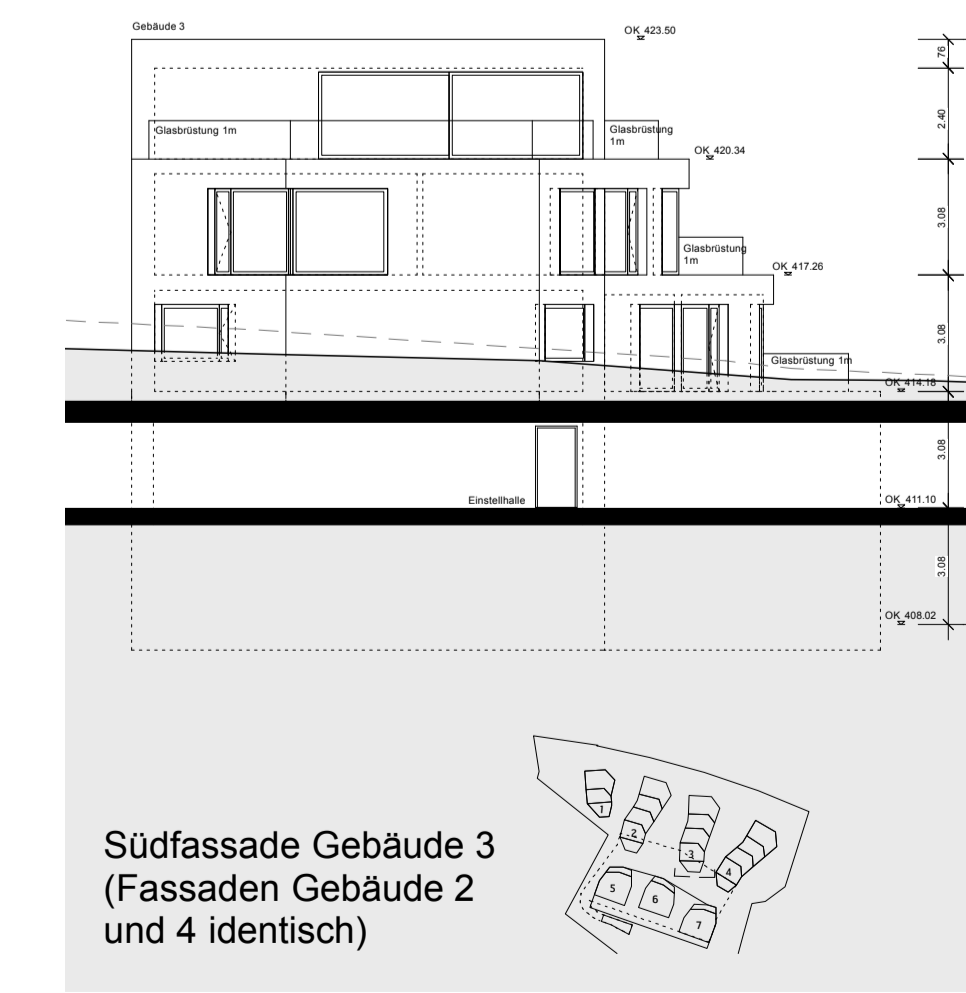 Gebäude 3
OK 423.50
76
2.40
Glasbrüstung 1m
Glasbrüstung
1m
OK 420.34
3.08
Glasbrüstung
1m
OK 417.26
3.08
Glasbrüstung 1m
OK 414.18
3.08
Einstellhalle
OK 411.10
3.08
OK 408.02
Südfassade Gebäude 3
(Fassaden Gebäude 2
und 4 identisch)
1
2
3
4
5
6
7